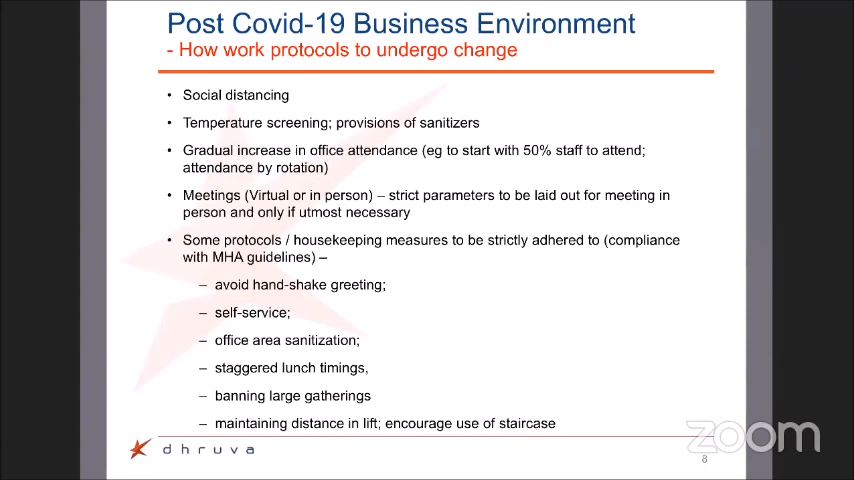 Post Covid-19 Business Environment
- How work protocols to undergo change
• Social distancing
• Temperature screening; provisions of sanitizers
• Gradual increase in office attendance (eg to start with 50% staff to attend;
attendance by rotation)
• Meetings (Virtual or in person) – strict parameters to be laid out for meeting in
person and only if utmost necessary
• Some protocols / housekeeping measures to be strictly adhered to (compliance
with MHA guidelines) –
– avoid hand-shake greeting;
– self-service;
– office area sanitization;
– staggered lunch timings,
– banning large gatherings
– maintaining distance in lift; encourage use of staircase
dhruva
zoom
8